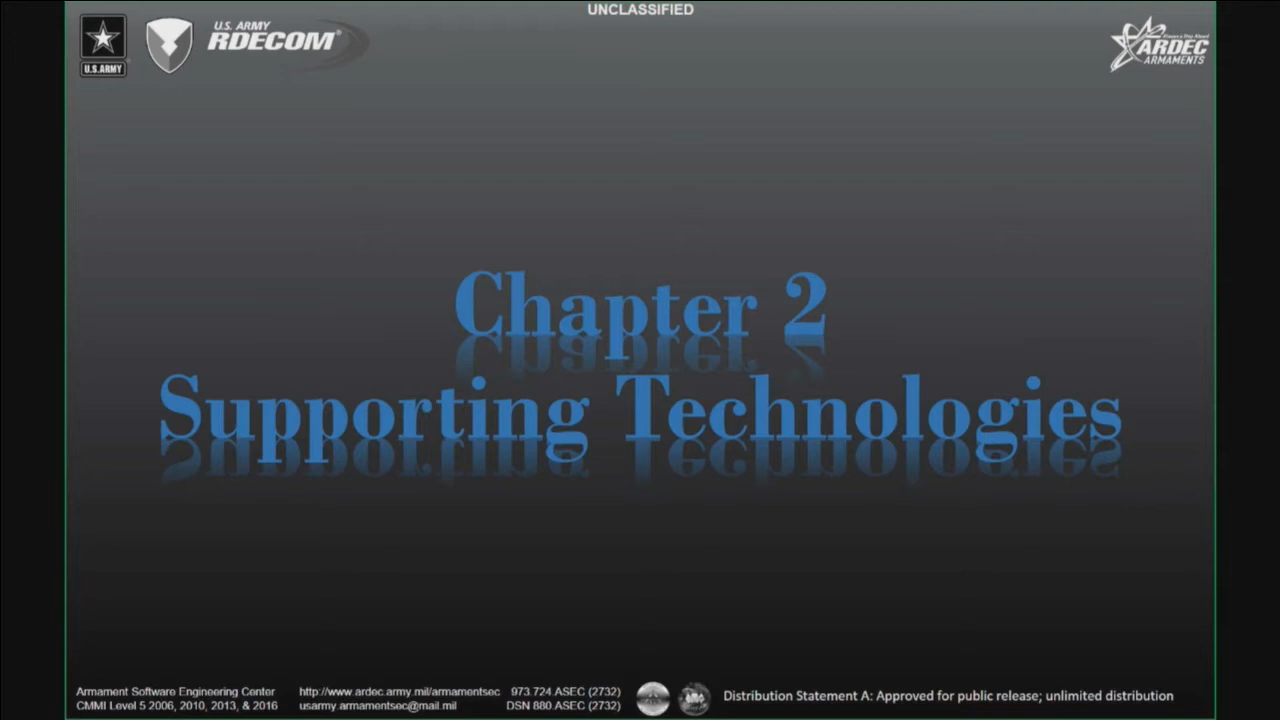 UNCLASSIFIED
U.S. ARMY
U.S. ARMY
RDECOM®
ARDEC
ARMAMENTS
Chapter 2
Supporting Technologies
Armament Software Engineering Center
CMMI Level 5 2006, 2010, 2013, & 2016
http://www.ardec.army.mil/armamentsec
usarmy.armamentsec@mail.mil
973.724.ASEC (2732)
DSN 880.ASEC (2732)
Distribution Statement A: Approved for public release; unlimited distribution